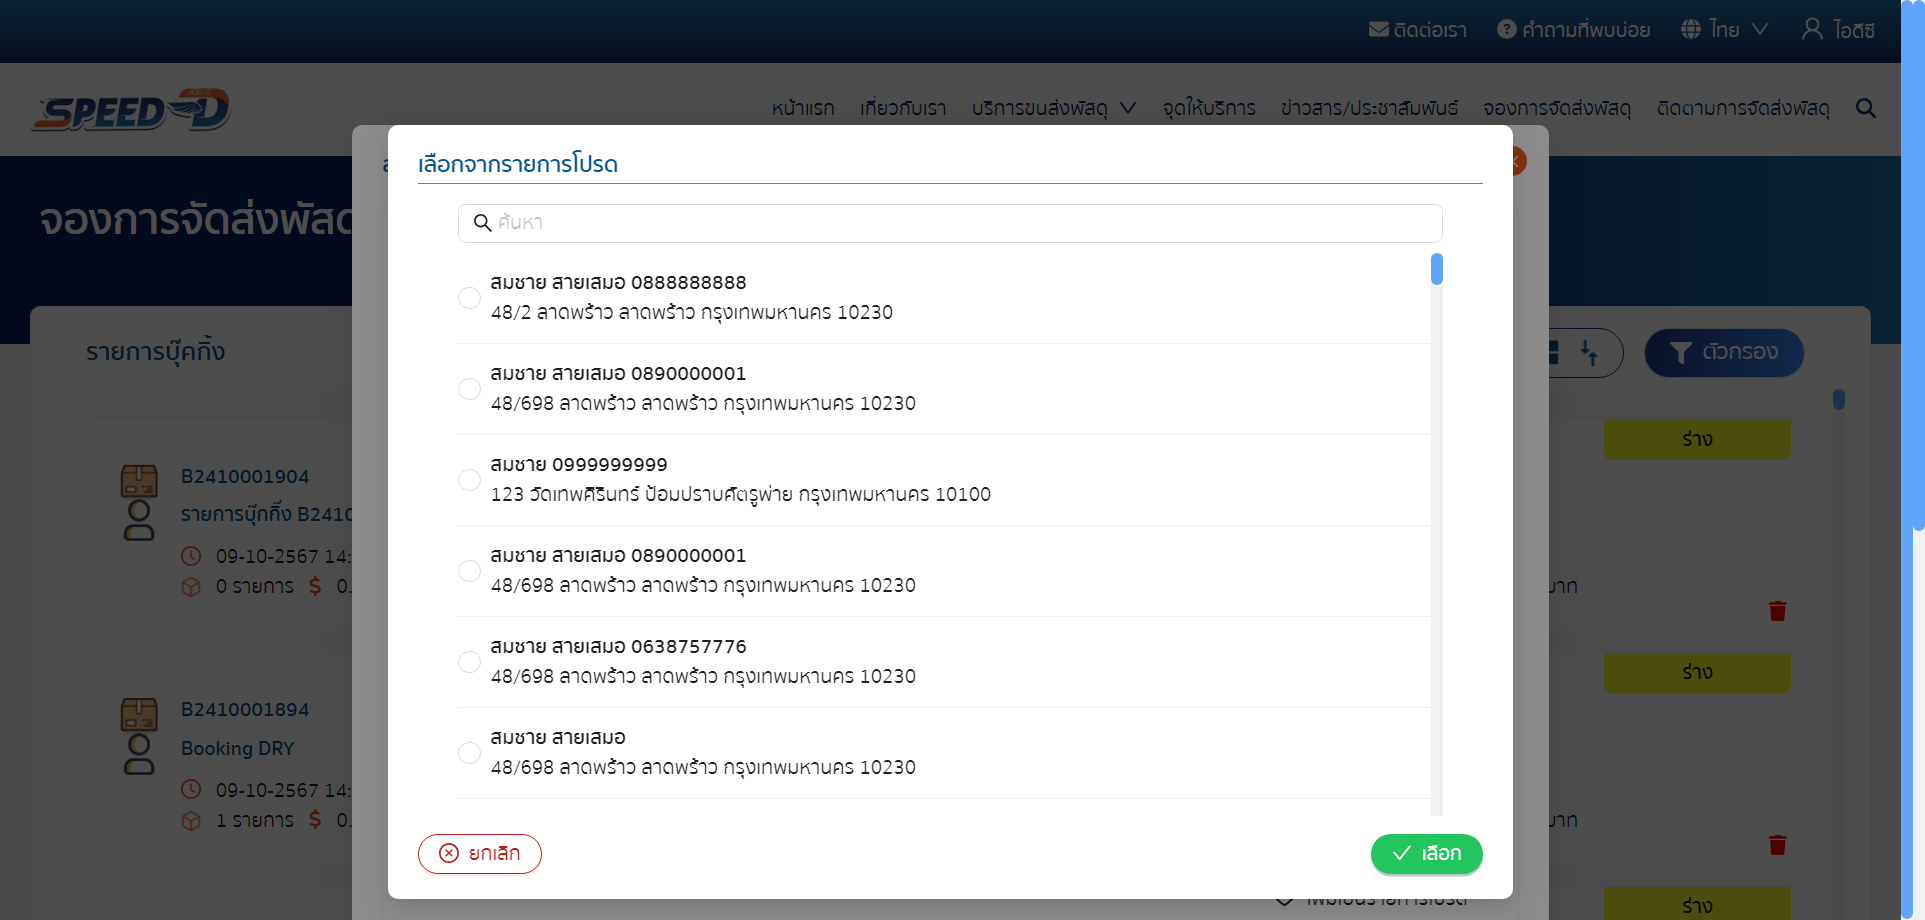 ติดต่อเรา คำถามที่พบบ่อย ไทย ไอดีซี
SPEED-D
หน้าแรก เกี่ยวกับเรา บริการขนส่งพัสดุ จุดให้บริการ ข่าวสาร/ประชาสัมพันธ์ จองการจัดส่งพัสดุ ติดตามการจัดส่งพัสดุ
จองการจัดส่งพัสดุ
เลือกจากรายการโปรด
ค้นหา
สมชาย สายเสมอ 0888888888
48/2 ลาดพร้าว ลาดพร้าว กรุงเทพมหานคร 10230
สมชาย สายเสมอ 0890000001
48/698 ลาดพร้าว ลาดพร้าว กรุงเทพมหานคร 10230
สมชาย 0999999999
123 วัดเทพศิรินทร์ ป้อมปราบศัตรูพ่าย กรุงเทพมหานคร 10100
สมชาย สายเสมอ 0890000001
48/698 ลาดพร้าว ลาดพร้าว กรุงเทพมหานคร 10230
สมชาย สายเสมอ 0638757776
48/698 ลาดพร้าว ลาดพร้าว กรุงเทพมหานคร 10230
สมชาย สายเสมอ
48/698 ลาดพร้าว ลาดพร้าว กรุงเทพมหานคร 10230
ยกเลิก
เลือก
รายการบุ๊คกิ้ง
ตัวกรอง
B2410001904
รายการบุ๊กกิ้ง B2410
09-10-2567 14:
0 รายการ $ 0.
บาท
ร่าง
B2410001894
Booking DRY
09-10-2567 14:
1 รายการ $ 0.
บาท
ร่าง
ร่าง
เพิ่มเป็นรายการโปรด